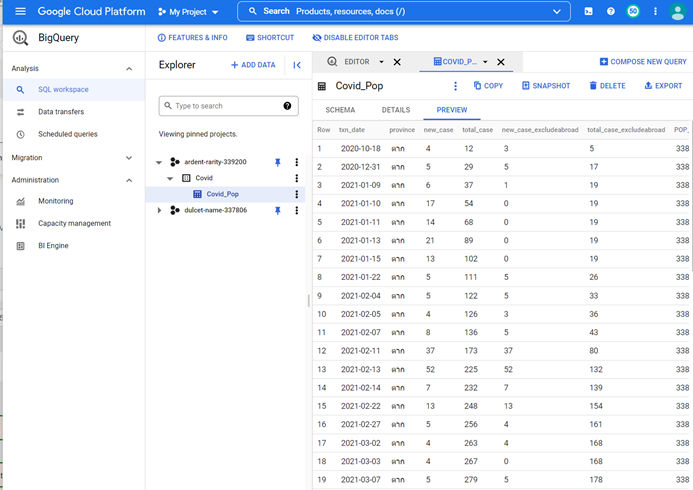 Google Cloud Platform My Project Search Products, resources, docs (/) 50
BigQuery FEATURES & INFO SHORTCUT DISABLE EDITOR TABS
Analysis
SQL workspace
Data transfers
Scheduled queries
Migration
Administration
Monitoring
Capacity management
BI Engine
Explorer + ADD DATA
Type to search
Viewing pinned projects.
ardent-rarity-339200
Covid
Covid_Pop
dulcet-name-337806
EDITOR COVID_P... COMPOSE NEW QUERY
Covid_Pop COPY SNAPSHOT DELETE EXPORT
SCHEMA DETAILS PREVIEW
Row txn_date province new_case total_case new_case_excludeabroad total_case_excludeabroad POP_
1 2020-10-18 ตาก 4 12 3 5 338
2 2020-12-31 ตาก 5 29 5 17 338
3 2021-01-09 ตาก 6 37 1 19 338
4 2021-01-10 ตาก 17 54 0 19 338
5 2021-01-11 ตาก 14 68 0 19 338
6 2021-01-13 ตาก 21 89 0 19 338
7 2021-01-15 ตาก 13 102 0 19 338
8 2021-01-22 ตาก 5 111 5 26 338
9 2021-02-04 ตาก 5 122 5 33 338
10 2021-02-05 ตาก 4 126 3 36 338
11 2021-02-07 ตาก 8 136 5 43 338
12 2021-02-11 ตาก 37 173 37 80 338
13 2021-02-13 ตาก 52 225 52 132 338
14 2021-02-14 ตาก 7 232 7 139 338
15 2021-02-22 ตาก 13 248 13 154 338
16 2021-02-27 ตาก 5 256 4 161 338
17 2021-03-02 ตาก 4 263 4 168 338
18 2021-03-03 ตาก 4 267 0 168 338
19 2021-03-07 ตาก 5 279 5 178 338